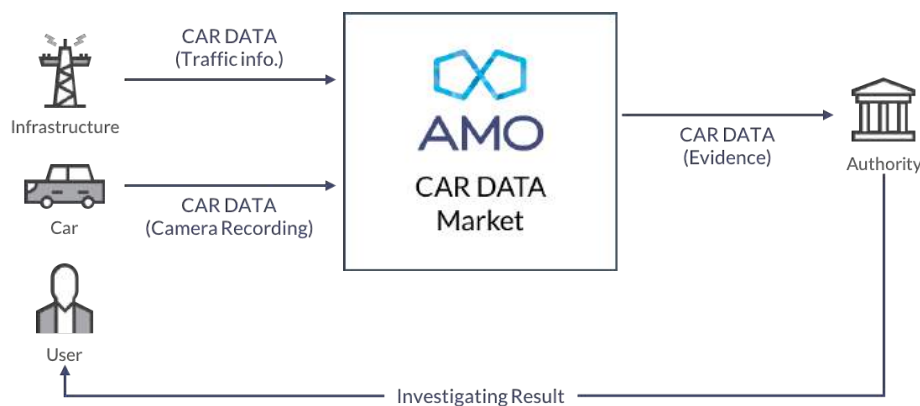 CAR DATA
(Traffic info.)
Infrastructure
Car
CAR DATA
(Camera Recording)
User
AMO
CAR DATA
Market
CAR DATA
(Evidence)
Authority
Investigating Result